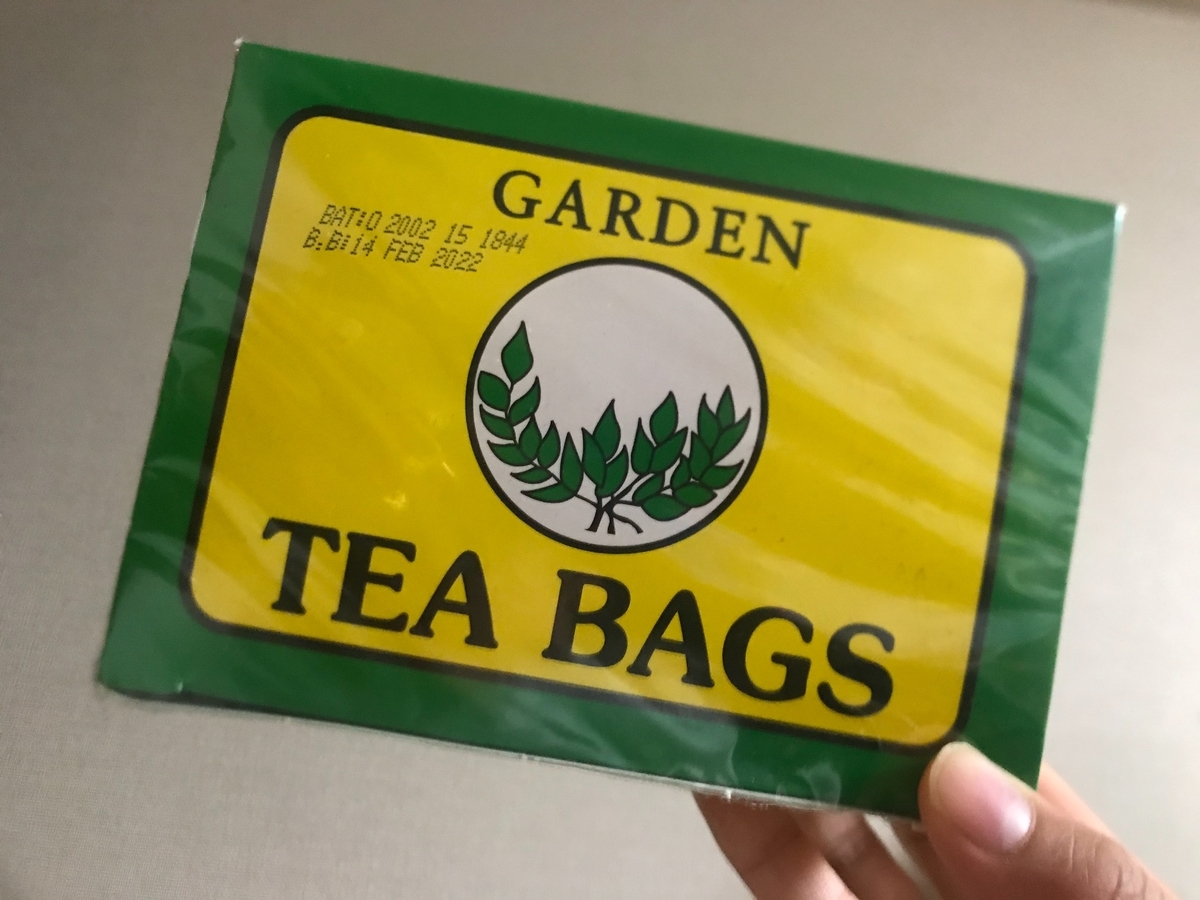 GARDEN
BAT:O 2002 15 1844
B.B:14 FEB 2022
TEA BAGS